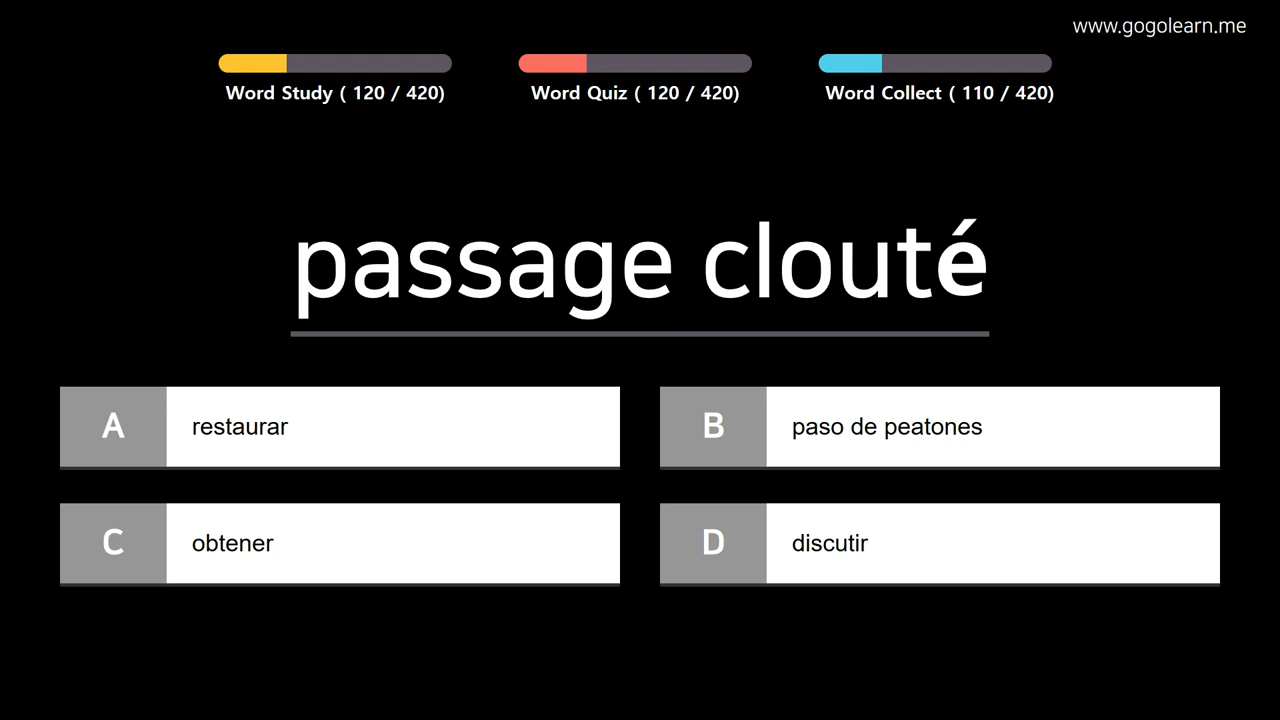 www.gogolearn.me
Word Study ( 120 / 420)
Word Quiz ( 120 / 420)
Word Collect ( 110 / 420)
passage clouté
A restaurar
B paso de peatones
C obtener
D discutir